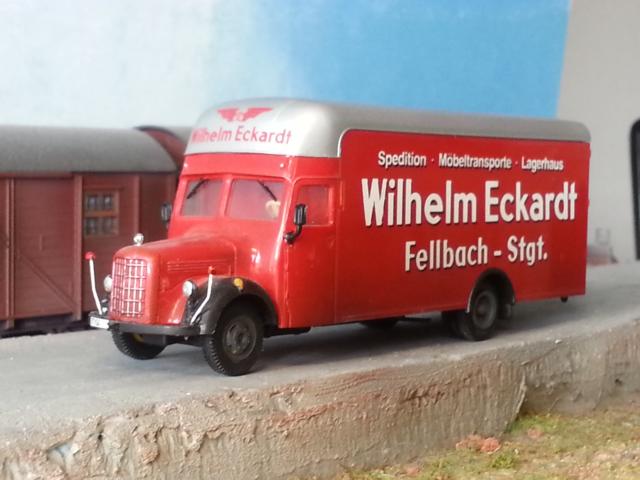 Wilhelm Eckardt
Spedition · Möbeltransporte · Lagerhaus
Wilhelm Eckardt
Fellbach - Stgt.